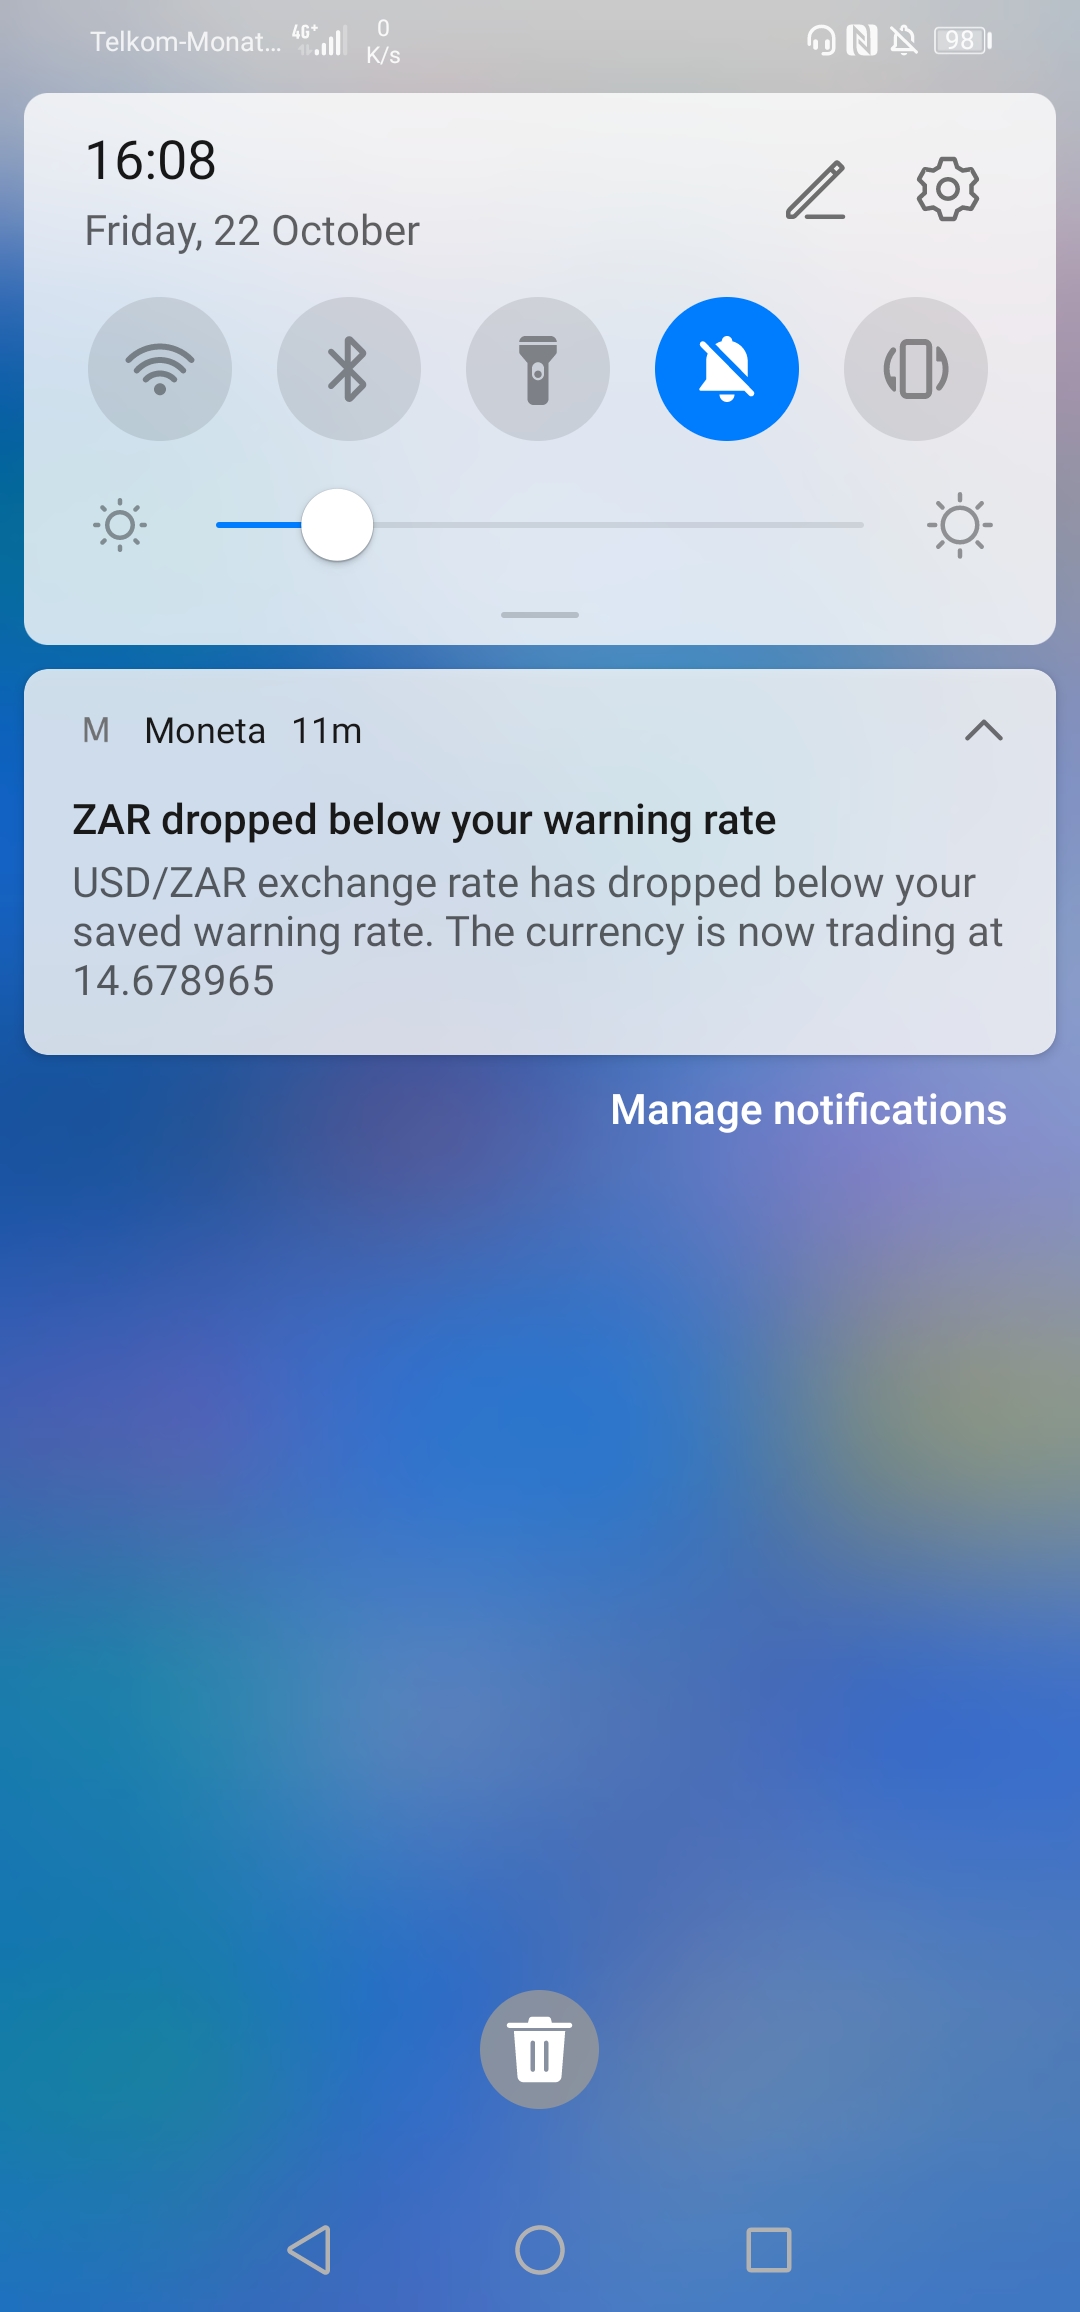 Telkom-Monat... 4G+ 0
K/s
98
16:08
Friday, 22 October
M Moneta 11m
ZAR dropped below your warning rate
USD/ZAR exchange rate has dropped below your
saved warning rate. The currency is now trading at
14.678965
Manage notifications